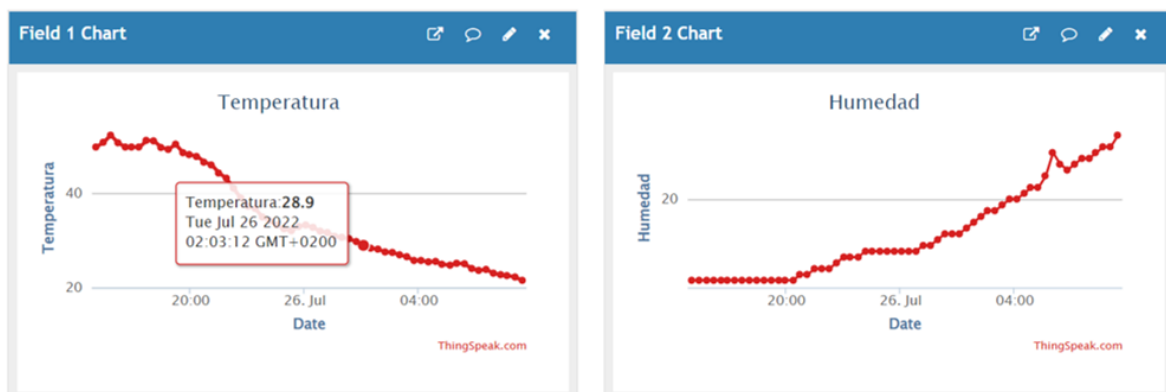 Field 1 Chart
Temperatura
Temperatura
40
20
Temperatura:28.9
Tue Jul 26 2022
02:03:12 GMT+0200
20:00
26. Jul
04:00
Date
ThingSpeak.com
Field 2 Chart
Humedad
Humedad
20
20:00
26. Jul
04:00
Date
ThingSpeak.com